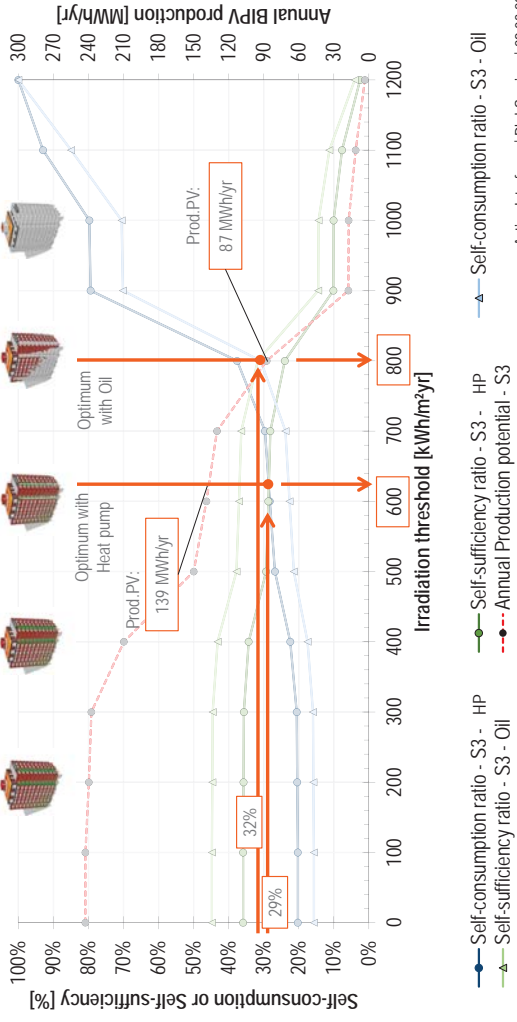 Self-consumption or Self-sufficiency [%]
100%
90%
80%
70%
60%
50%
40%
30%
20%
10%
0%
0
100
200
300
400
500
600
700
800
900
1000
1100
1200
Irradiation threshold [kWh/m²yr]
Annual BIPV production [MWh/yr]
300
270
240
210
180
150
120
90
60
30
0
29%
32%
Prod.PV:
139 MWh/yr
Optimum with
Heat pump
Optimum
with Oil
Prod.PV:
87 MWh/yr
Self-consumption ratio - S3 - HP
Self-sufficiency ratio - S3 - HP
Self-consumption ratio - S3 - Oil
Self-sufficiency ratio - S3 - Oil
Annual Production potential - S3